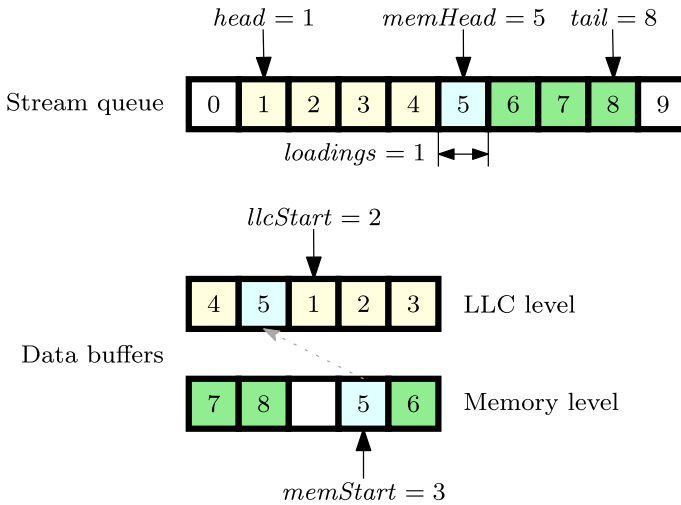 head = 1 memHead = 5 tail = 8
Stream queue 0 1 2 3 4 5 6 7 8 9
loadings = 1
llcStart = 2
4 5 1 2 3 LLC level
Data buffers
7 8 5 6 Memory level
memStart = 3